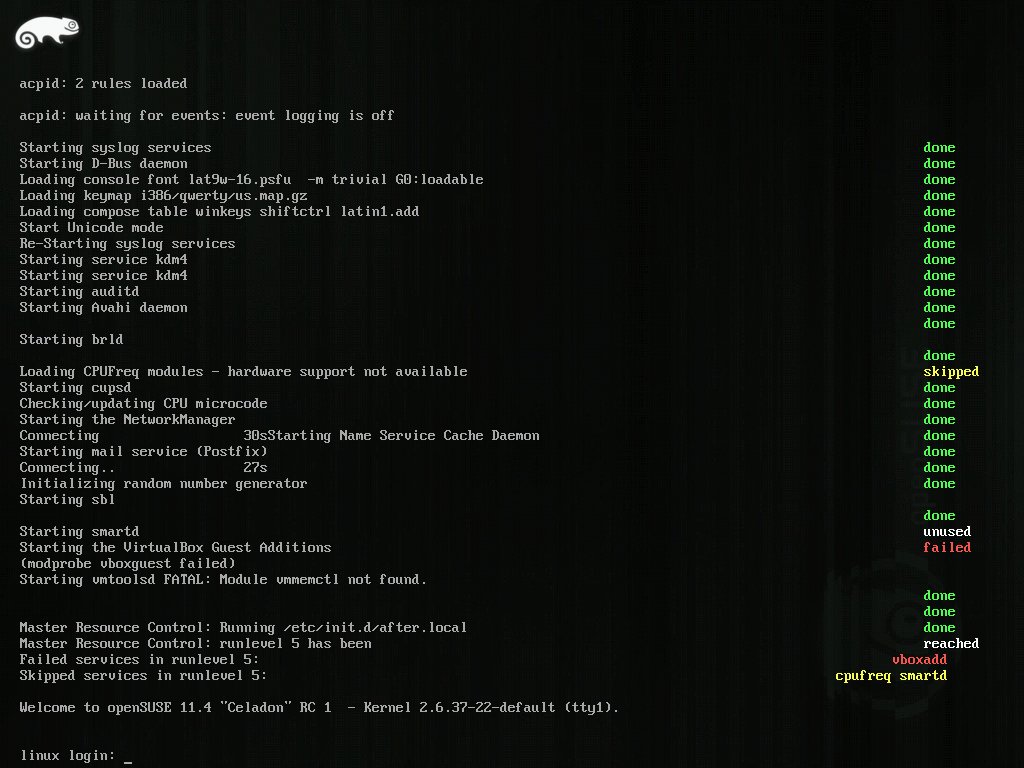 acpid: 2 rules loaded
acpid: waiting for events: event logging is off
Starting syslog services done
Starting D-Bus daemon done
Loading console font lat9w-16.psfu -m trivial G0:loadable done
Loading keymap i386/qwerty/us.map.gz done
Loading compose table winkeys shiftctrl latin1.add done
Start Unicode mode done
Re-Starting syslog services done
Starting service kdm4 done
Starting service kdm4 done
Starting auditd done
Starting Avahi daemon done
done
Starting brld
done
Loading CPUFreq modules - hardware support not available skipped
Starting cupsd done
Checking/updating CPU microcode done
Starting the NetworkManager done
Connecting 30sStarting Name Service Cache Daemon done
Starting mail service (Postfix) done
Connecting.. 27s done
Initializing random number generator done
Starting sbl
done
Starting smartd unused
Starting the VirtualBox Guest Additions failed
(modprobe vboxguest failed)
Starting vmtoolsd FATAL: Module vmmemctl not found.
done
done
Master Resource Control: Running /etc/init.d/after.local done
Master Resource Control: runlevel 5 has been reached
Failed services in runlevel 5: vboxadd
Skipped services in runlevel 5: cpufreq smartd
Welcome to openSUSE 11.4 "Celadon" RC 1 - Kernel 2.6.37-22-default (tty1).
linux login: _